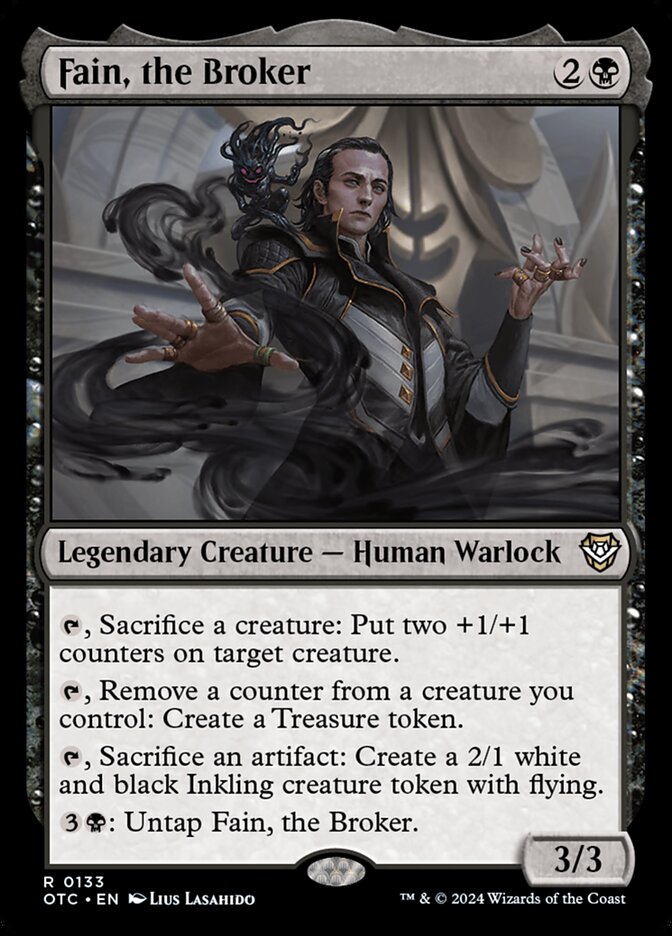 Fain, the Broker 2
Legendary Creature — Human Warlock
, Sacrifice a creature: Put two +1/+1
counters on target creature.
, Remove a counter from a creature you
control: Create a Treasure token.
, Sacrifice an artifact: Create a 2/1 white
and black Inkling creature token with flying.
3: Untap Fain, the Broker.
3/3
R 0133
OTC • EN Lius Lasahido
™ & © 2024 Wizards of the Coast